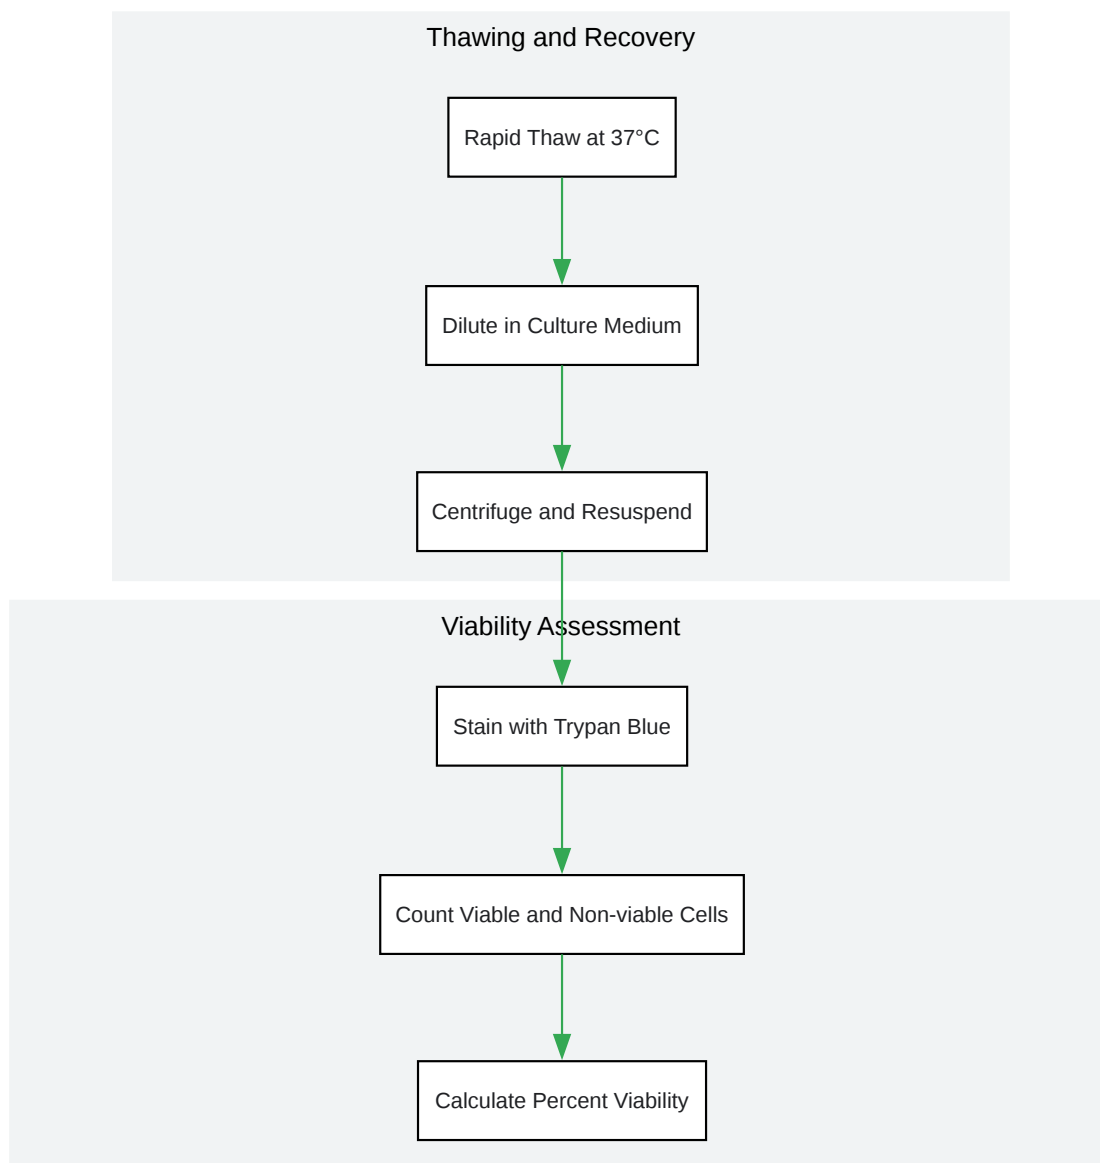 Thawing and Recovery
Rapid Thaw at 37°C
Dilute in Culture Medium
Centrifuge and Resuspend
Viability Assessment
Stain with Trypan Blue
Count Viable and Non-viable Cells
Calculate Percent Viability